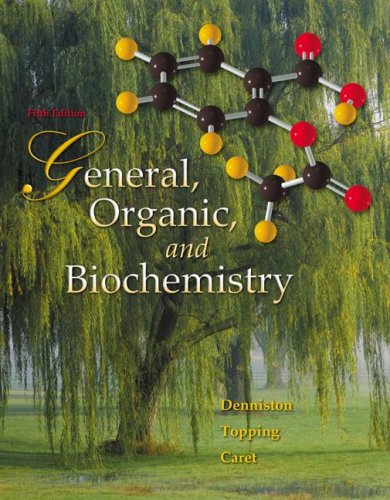 Fifth Edition
General,
Organic,
and
Biochemistry
Denniston
Topping
Caret